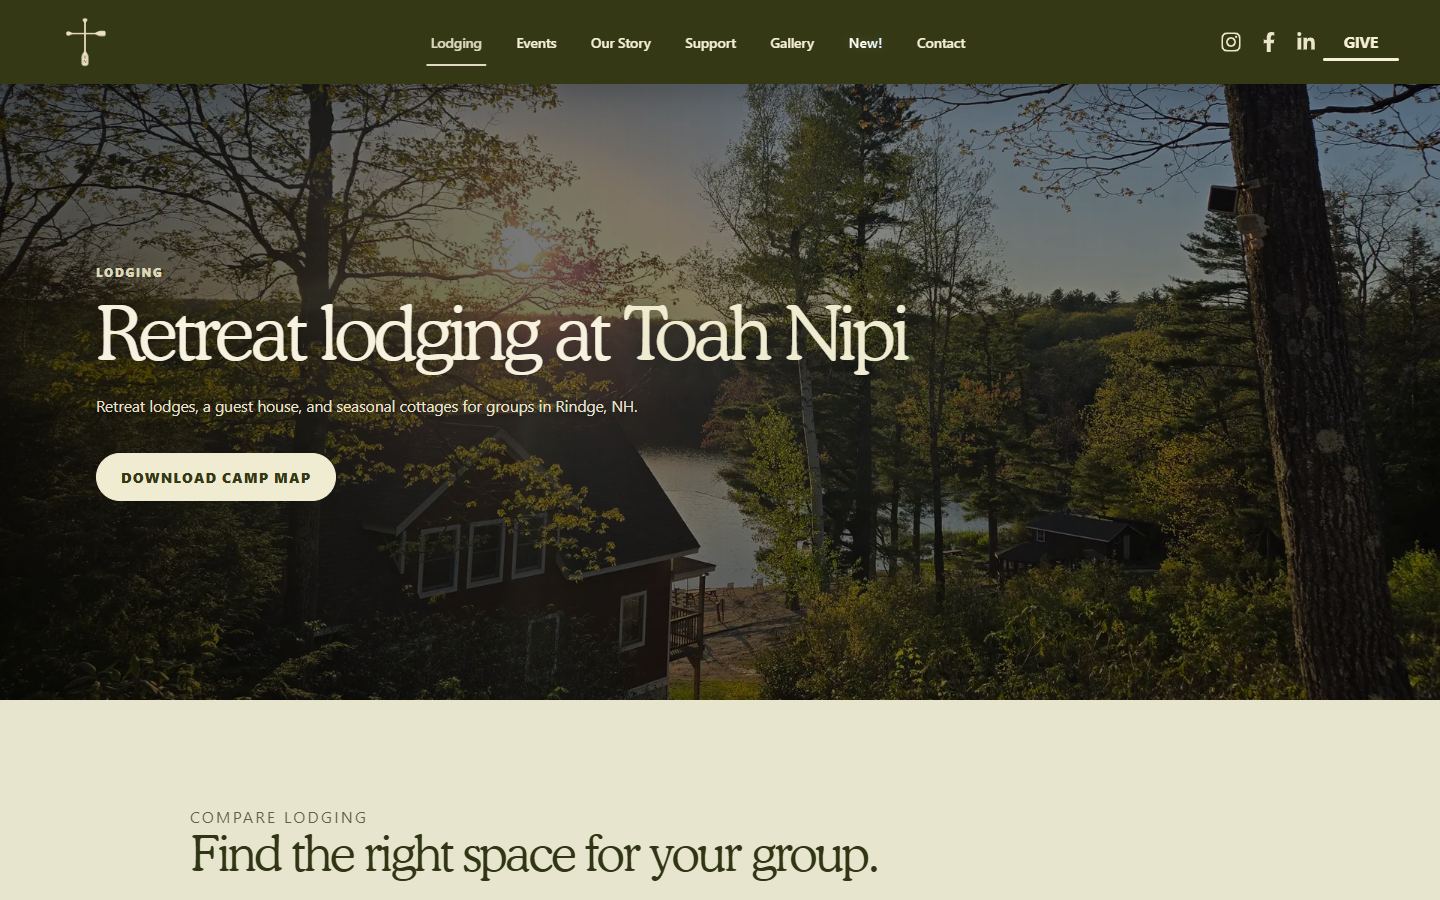 Lodging
Events
Our Story
Support
Gallery
New!
Contact
GIVE
LODGING
Retreat lodging at Toah Nipi
Retreat lodges, a guest house, and seasonal cottages for groups in Rindge, NH.
DOWNLOAD CAMP MAP
COMPARE LODGING
Find the right space for your group.